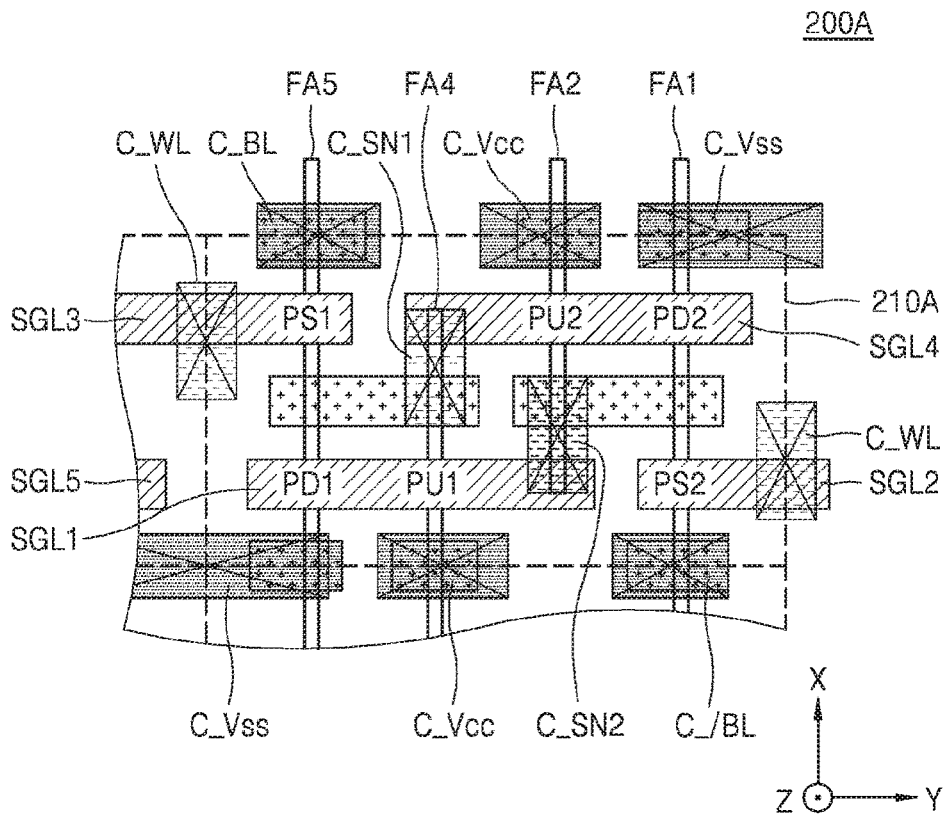 200A
FA5 FA4 FA2 FA1
C_WL C_BL C_SN1 C_Vcc C_Vss
210A
SGL3 PS1 PU2 PD2 SGL4
C_WL
SGL5 PD1 PU1 PS2 SGL2
SGL1
C_Vss C_Vcc C_SN2 C_/BL
X
Z Y